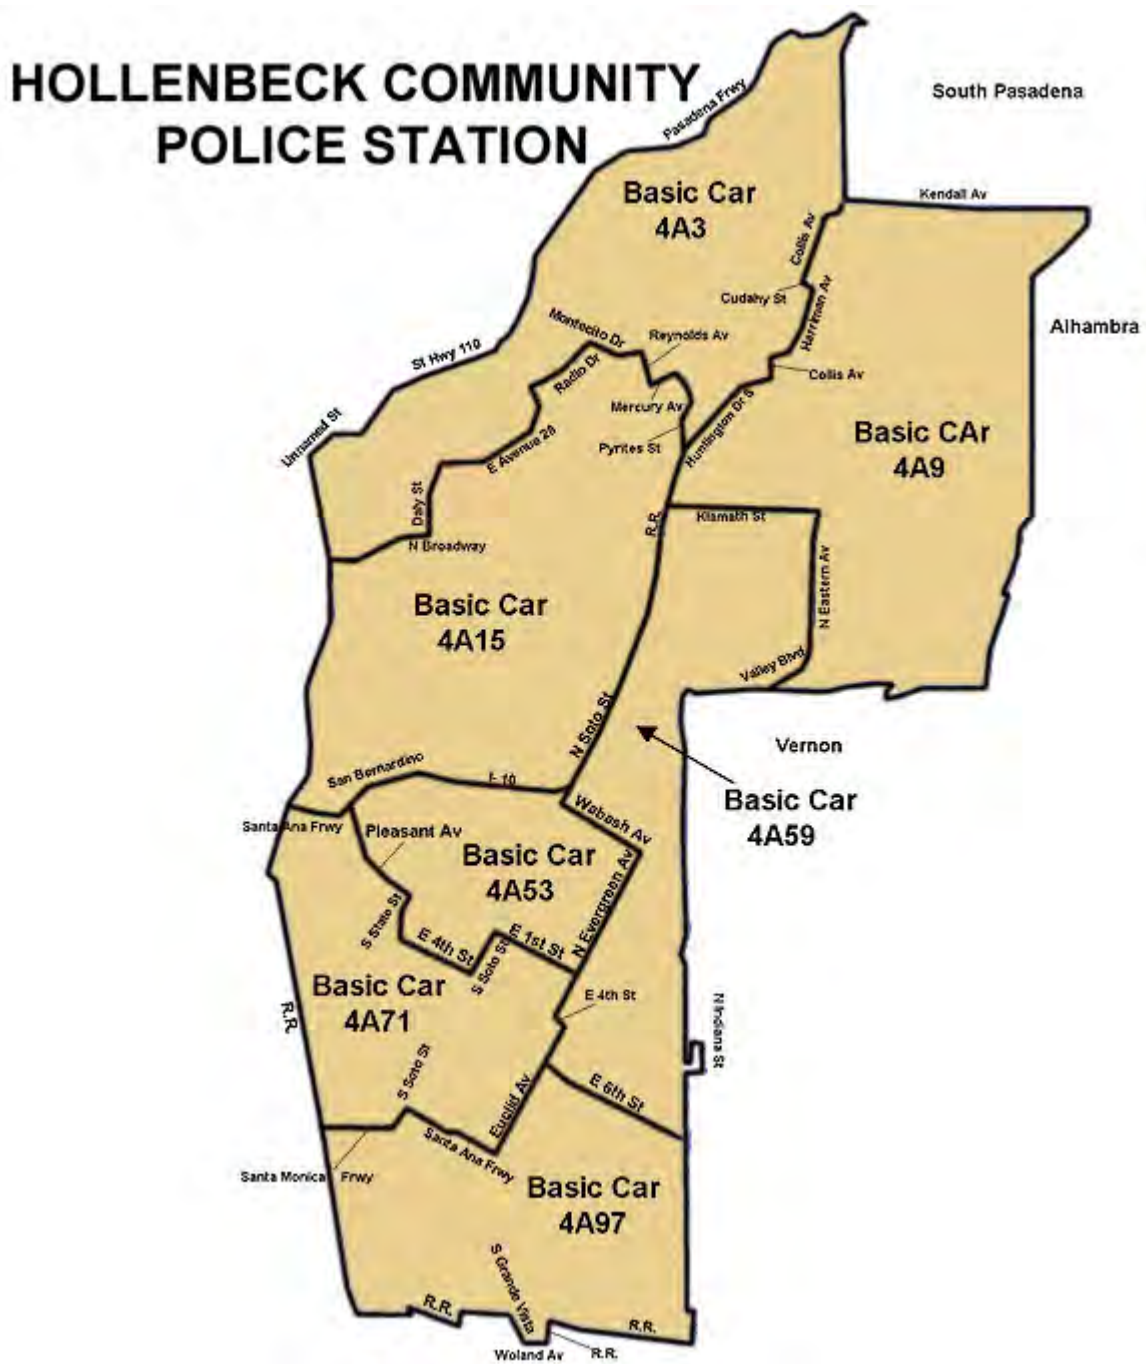 HOLLENBECK COMMUNITY
POLICE STATION
South Pasadena
Pasadena Frwy
Basic Car
4A3
Kendall Av
Collis Av
Cudahy St
Harriman Av
Alhambra
Montecito Dr
Reynolds Av
St Hwy 110
Radio Dr
Collis Av
Mercury Av
Huntington Dr S
Unnamed St
Pyrites St
E Avenue 28
Basic CAr
4A9
Daly St
R.R.
Klamath St
N Broadway
N Eastern Av
Basic Car
4A15
Valley Blvd
N Soto St
Vernon
San Bernardino
I- 10
Basic Car
4A59
Wabash Av
Santa Ana Frwy
Pleasant Av
Basic Car
4A53
N Evergreen Av
S State St
E 4th St
S Soto St
E 1st St
Basic Car
4A71
E 4th St
R.R.
N Indiana St
S Soto St
Euclid Av
E 6th St
Santa Ana Frwy
Santa Monica Frwy
Basic Car
4A97
S Grande Vista
R.R.
R.R.
Woland Av
R.R.